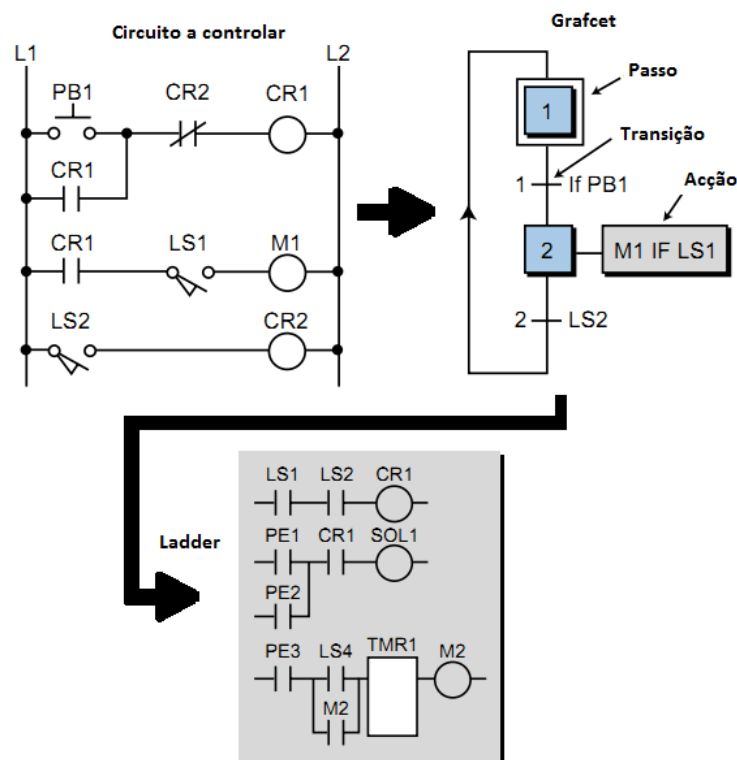 Circuito a controlar
L1 L2
PB1 CR2 CR1
CR1
CR1 LS1 M1
LS2 CR2
Grafcet
Passo
1
Transição
1 If PB1
Acção
2 M1 IF LS1
2 LS2
Ladder
LS1 LS2 CR1
PE1 CR1 SOL1
PE2
PE3 LS4 TMR1 M2
M2